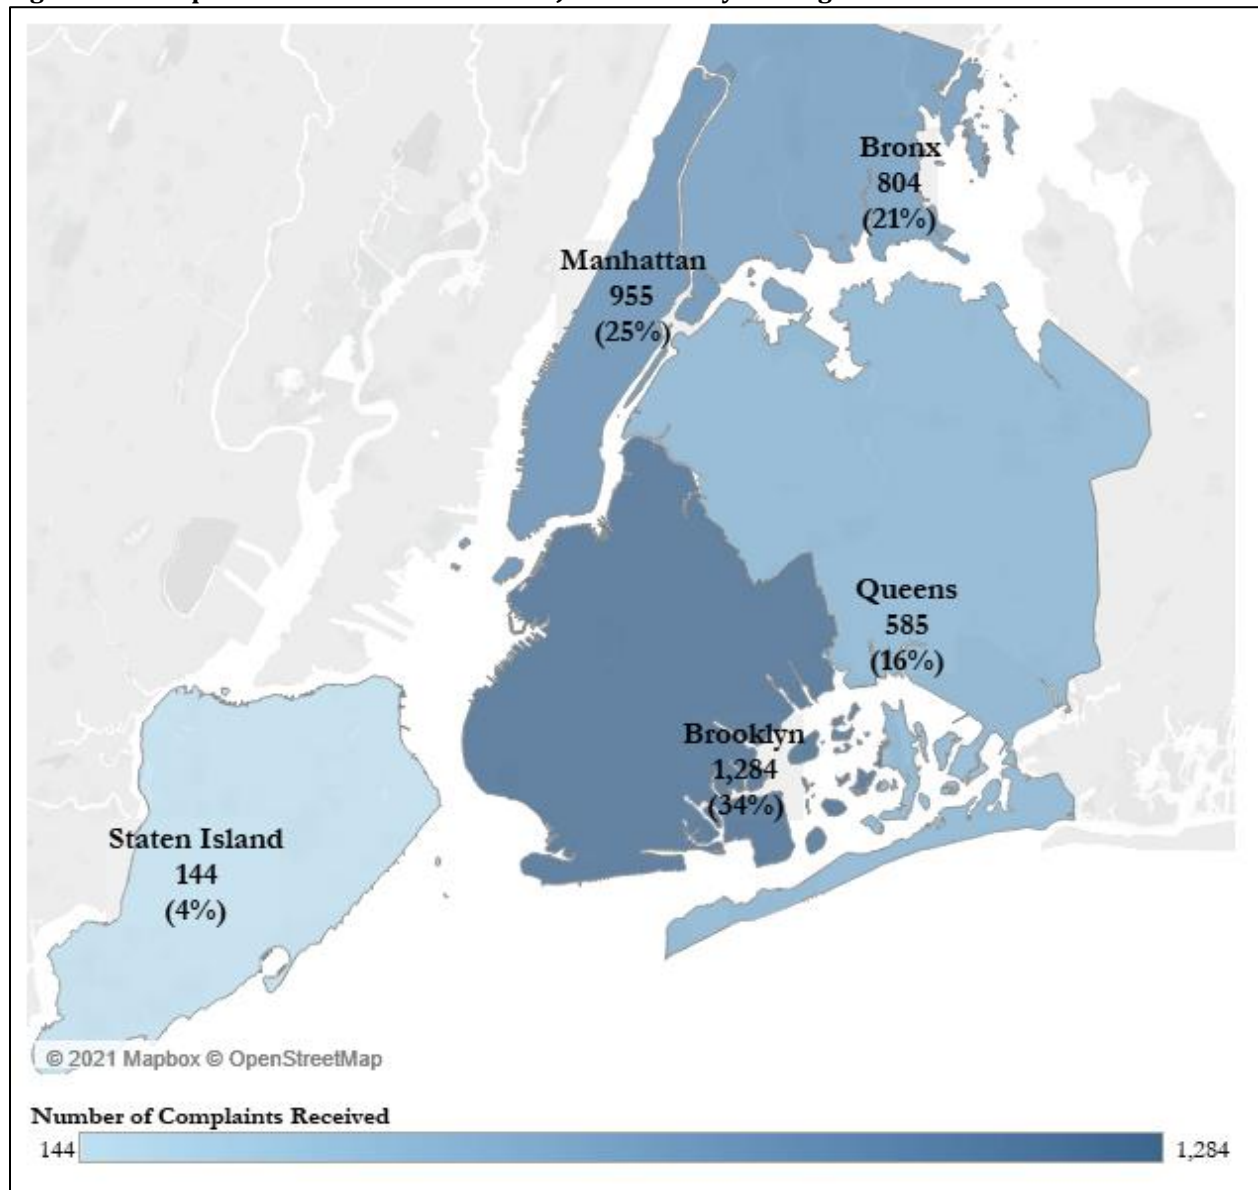 Bronx
804
(21%)
Manhattan
955
(25%)
Queens
585
(16%)
Brooklyn
1,284
(34%)
Staten Island
144
(4%)
© 2021 Mapbox © OpenStreetMap
Number of Complaints Received
144 1,284